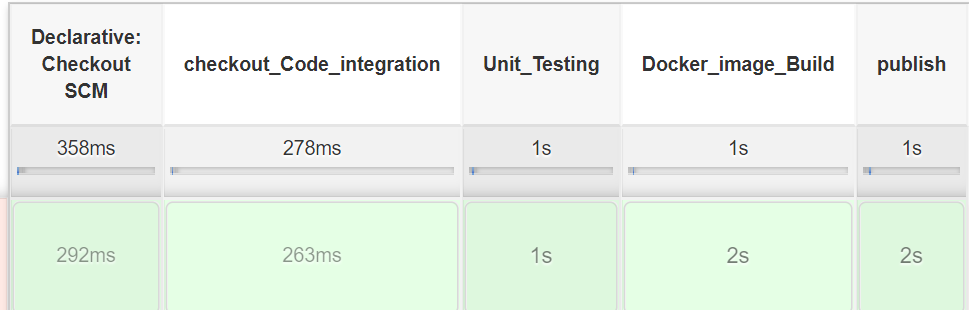 Declarative:
Checkout
SCM
checkout_Code_integration
Unit_Testing
Docker_image_Build
publish
358ms
278ms
1s
1s
1s
292ms
263ms
1s
2s
2s